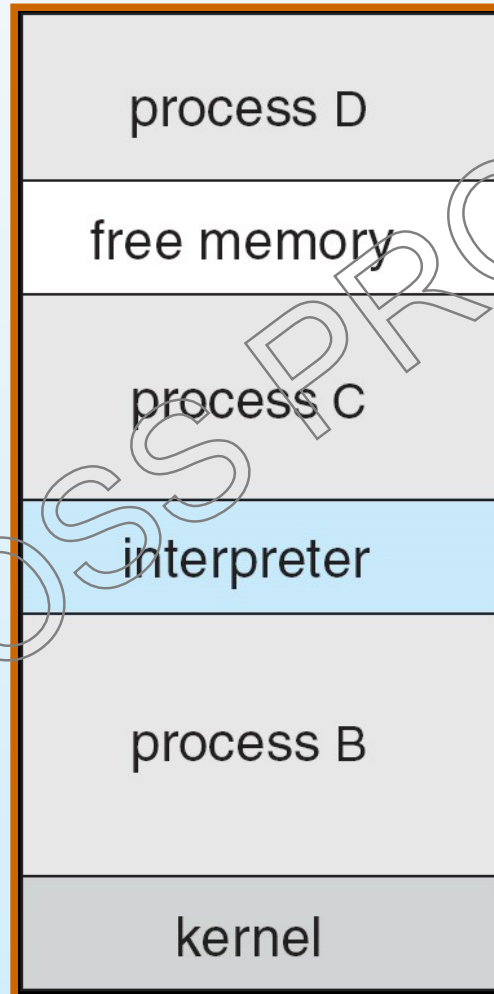 process D
free memory
process C
interpreter
process B
kernel